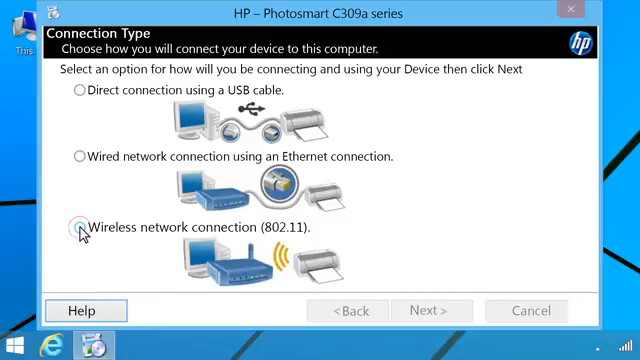 HP – Photosmart C309a series
This
Connection Type
Choose how you will connect your device to this computer.
hp
Select an option for how will you be connecting and using your Device then click Next
Direct connection using a USB cable.
Wired network connection using an Ethernet connection.
Wireless network connection (802.11).
Help
< Back
Next >
Cancel